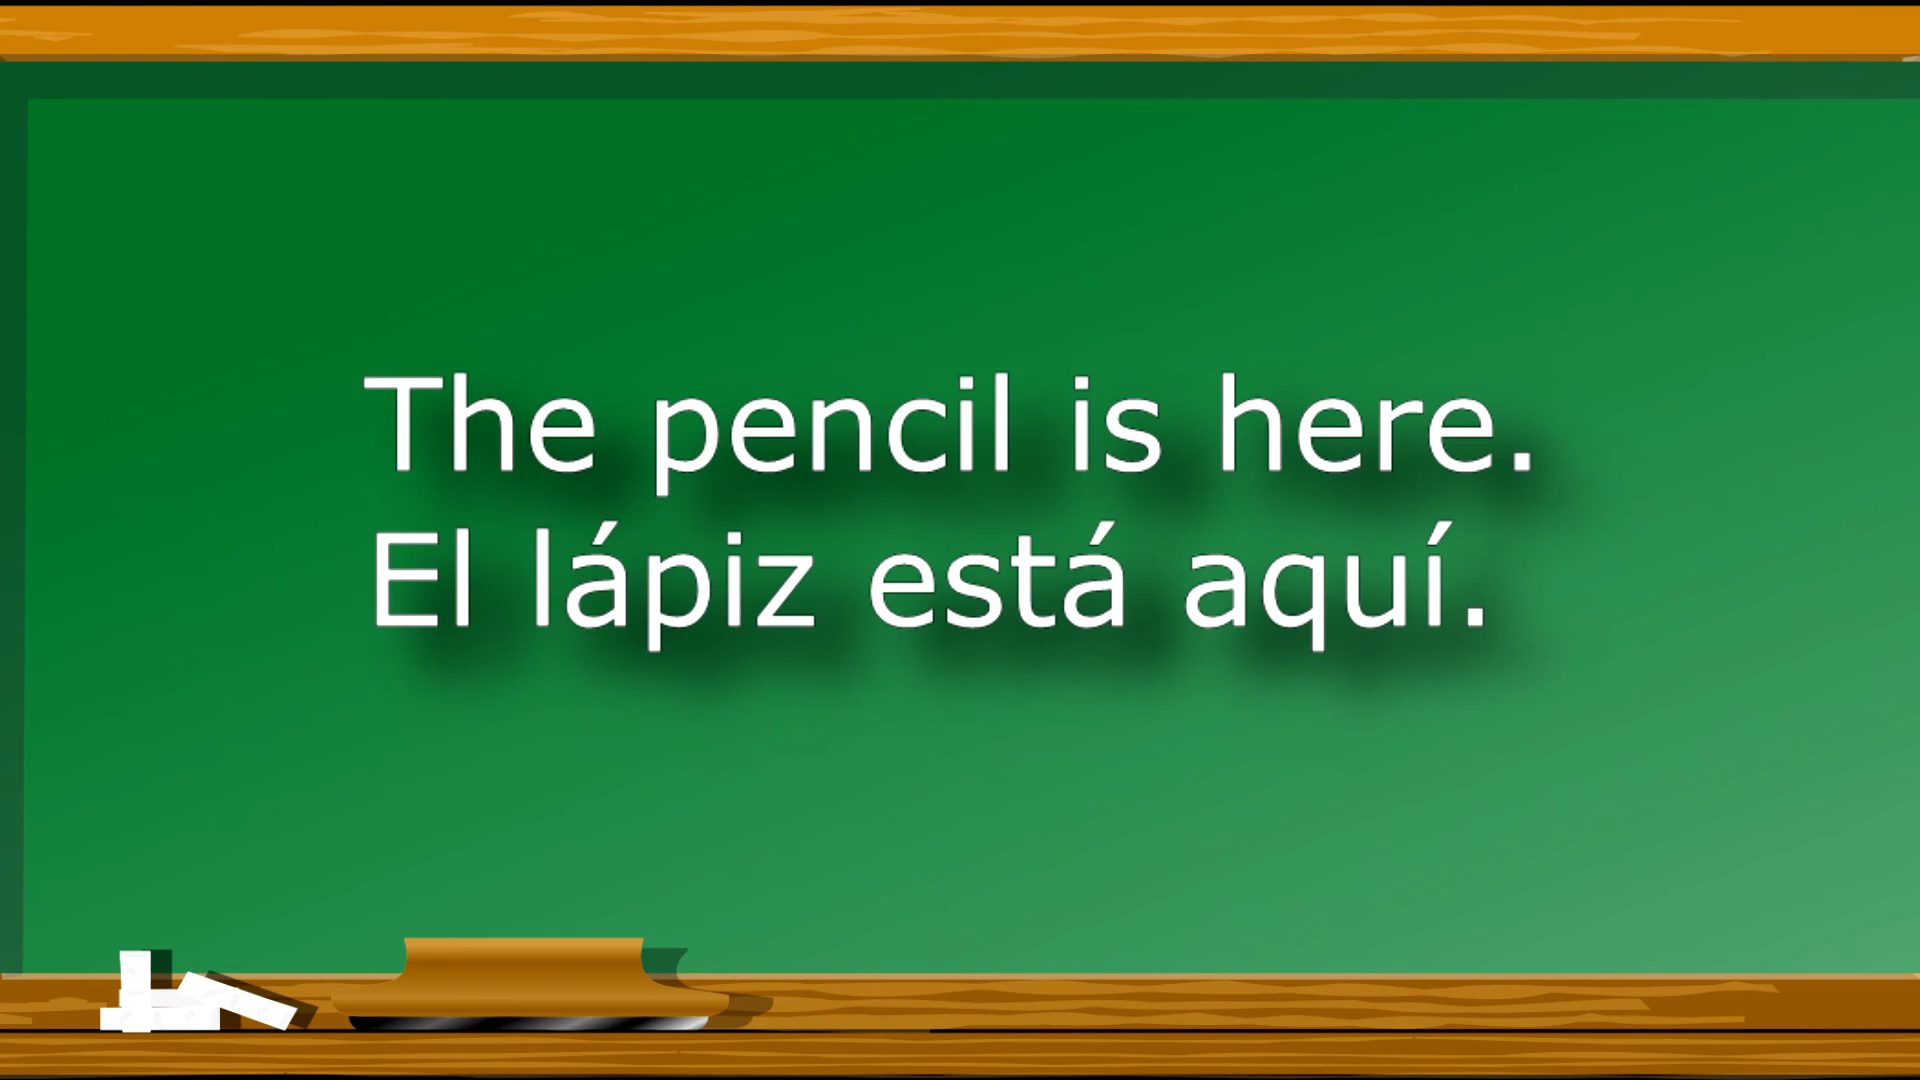 The pencil is here.
El lápiz está aquí.